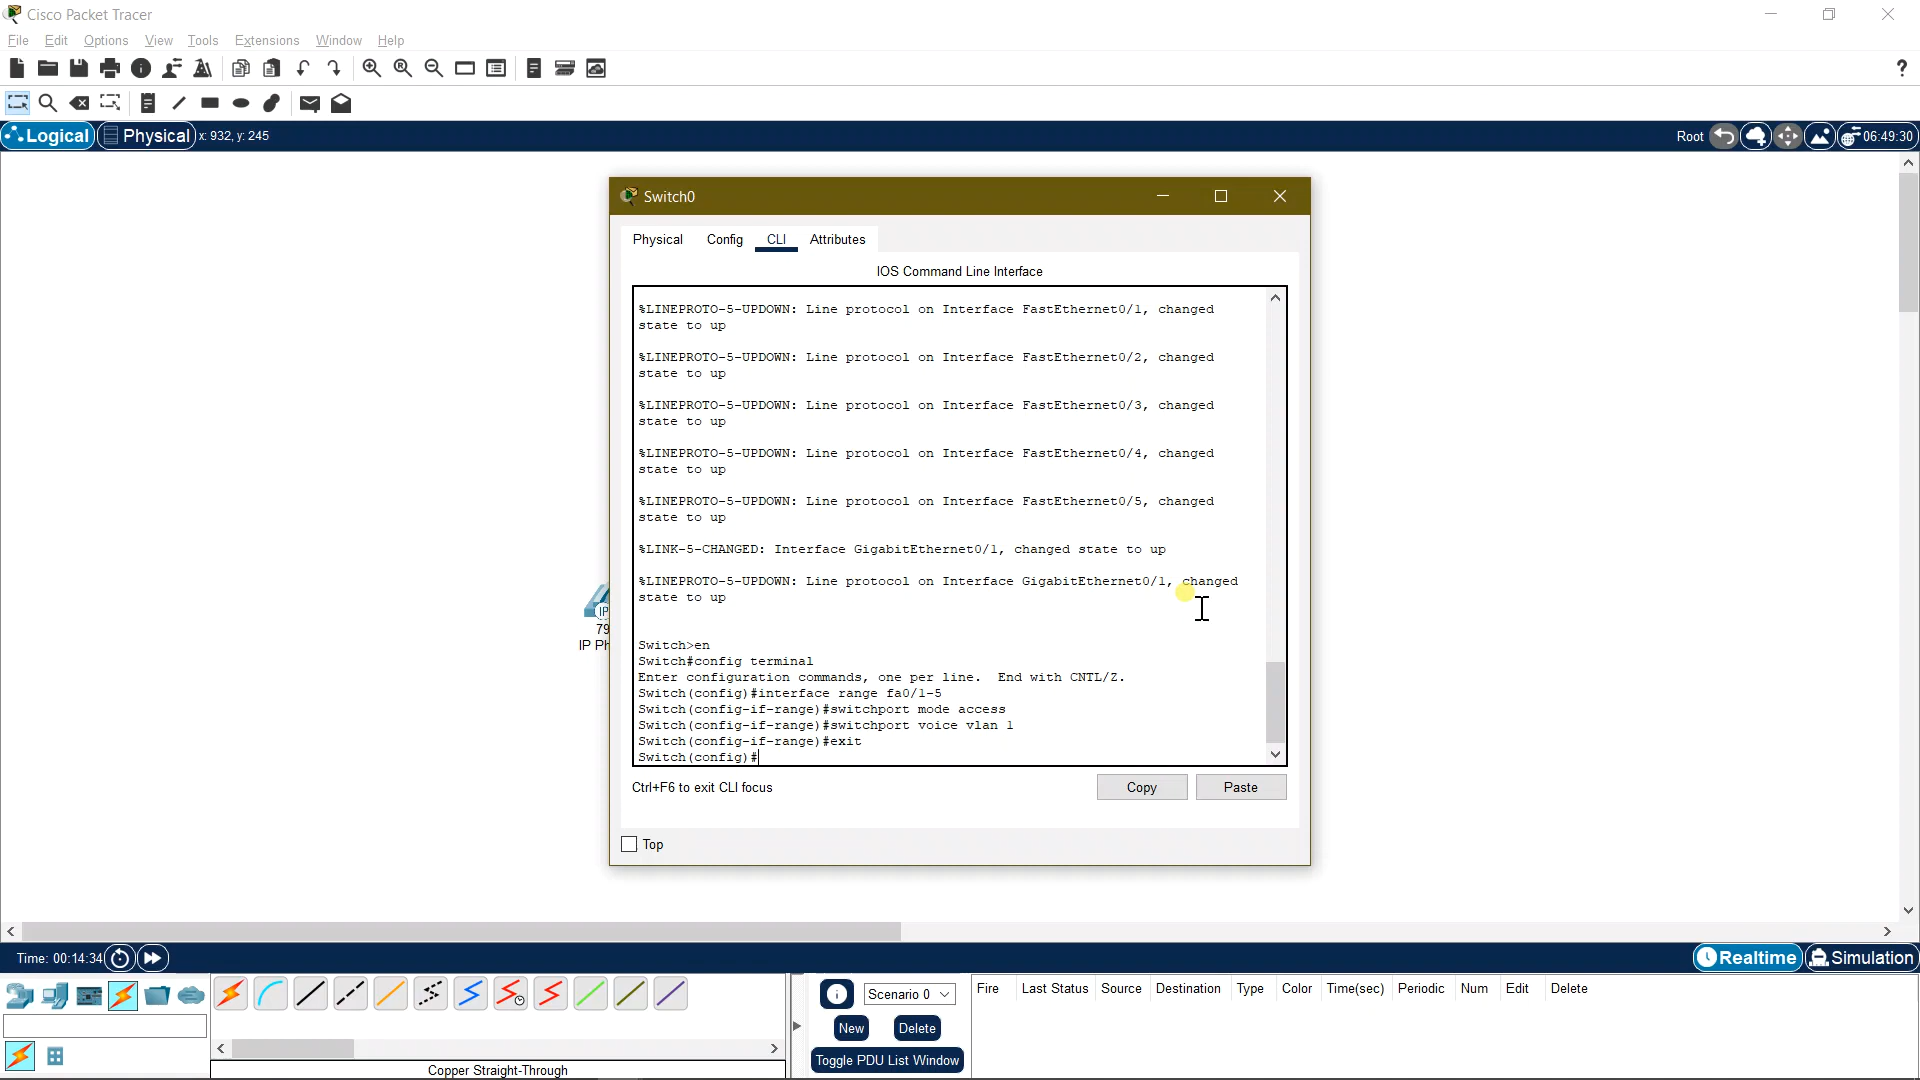 Cisco Packet Tracer
File Edit Options View Tools Extensions Window Help
?
Logical Physical x: 932, y: 245 Root 06:49:30
Switch0
Physical Config CLI Attributes
IOS Command Line Interface
%LINEPROTO-5-UPDOWN: Line protocol on Interface FastEthernet0/1, changed
state to up
%LINEPROTO-5-UPDOWN: Line protocol on Interface FastEthernet0/2, changed
state to up
%LINEPROTO-5-UPDOWN: Line protocol on Interface FastEthernet0/3, changed
state to up
%LINEPROTO-5-UPDOWN: Line protocol on Interface FastEthernet0/4, changed
state to up
%LINEPROTO-5-UPDOWN: Line protocol on Interface FastEthernet0/5, changed
state to up
%LINK-5-CHANGED: Interface GigabitEthernet0/1, changed state to up
%LINEPROTO-5-UPDOWN: Line protocol on Interface GigabitEthernet0/1, changed
state to up
IP
79
IP Ph
Switch>en
Switch#config terminal
Enter configuration commands, one per line.  End with CNTL/Z.
Switch(config)#interface range fa0/1-5
Switch(config-if-range)#switchport mode access
Switch(config-if-range)#switchport voice vlan 1
Switch(config-if-range)#exit
Switch(config)#
Ctrl+F6 to exit CLI focus Copy Paste
Top
Time: 00:14:34 Realtime Simulation
Scenario 0 Fire Last Status Source Destination Type Color Time(sec) Periodic Num Edit Delete
New Delete
Toggle PDU List Window
Copper Straight-Through